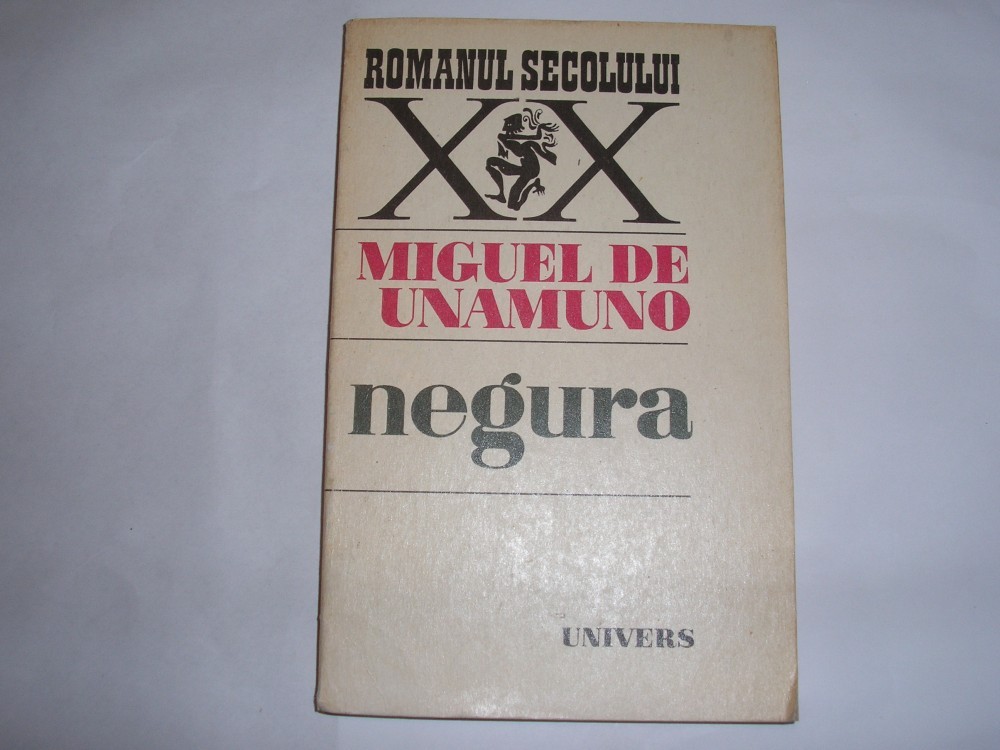 ROMANUL SECOLULUI
XX
MIGUEL DE
UNAMUNO
negura
UNIVERS